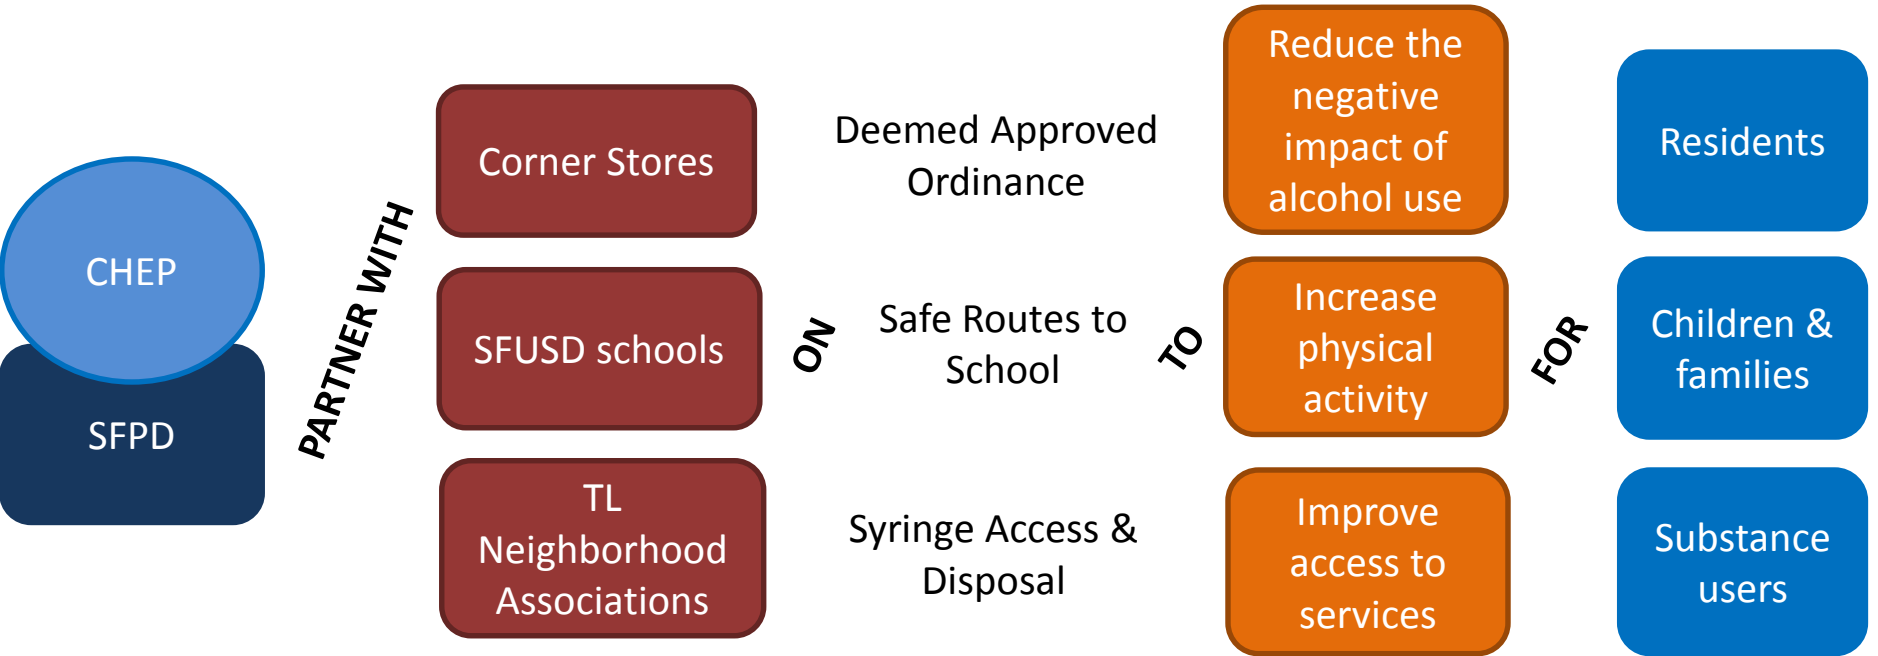 CHEP
SFPD
PARTNER WITH
Corner Stores
SFUSD schools
TL
Neighborhood
Associations
ON
Deemed Approved
Ordinance
Safe Routes to
School
Syringe Access &
Disposal
TO
Reduce the
negative
impact of
alcohol use
Increase
physical
activity
Improve
access to
services
FOR
Residents
Children &
families
Substance
users